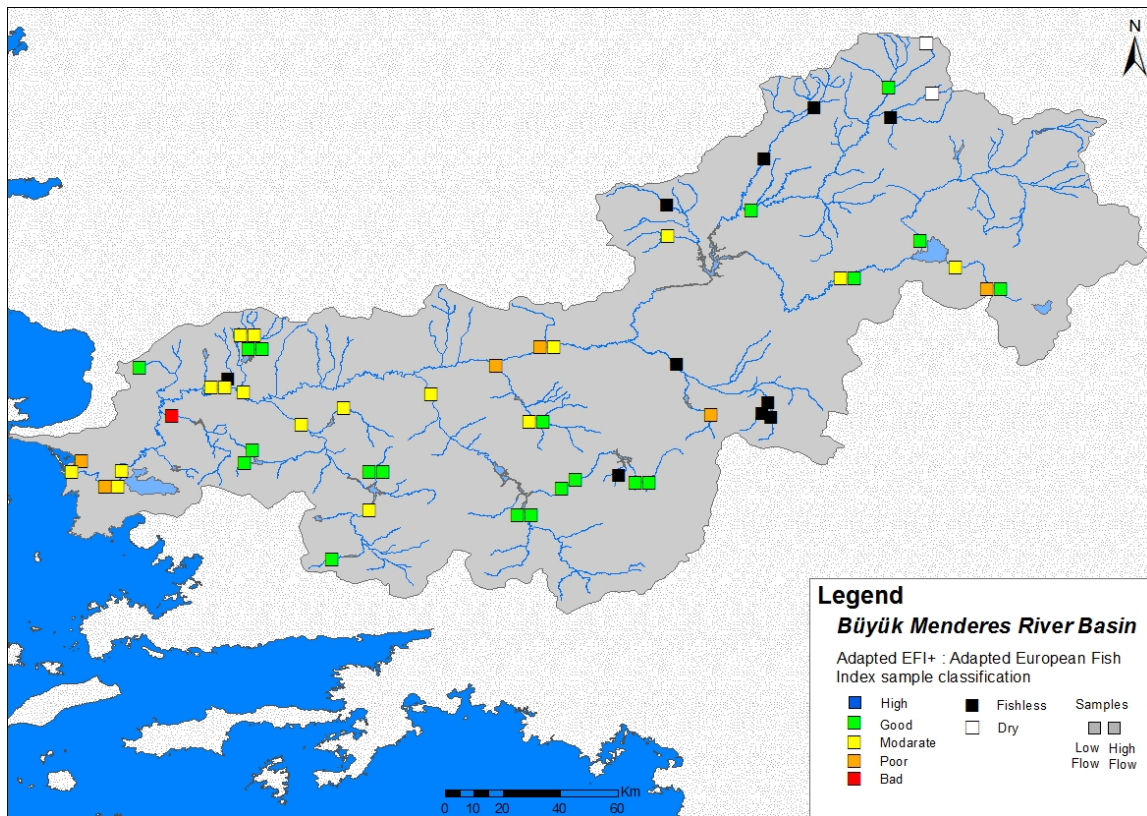 N
Legend
Büyük Menderes River Basin
Adapted EFI+ : Adapted European Fish
Index sample classification
High
Good
Modarate
Poor
Bad
Fishless
Dry
Samples
Low High
Flow Flow
Km
0 10 20 40 60